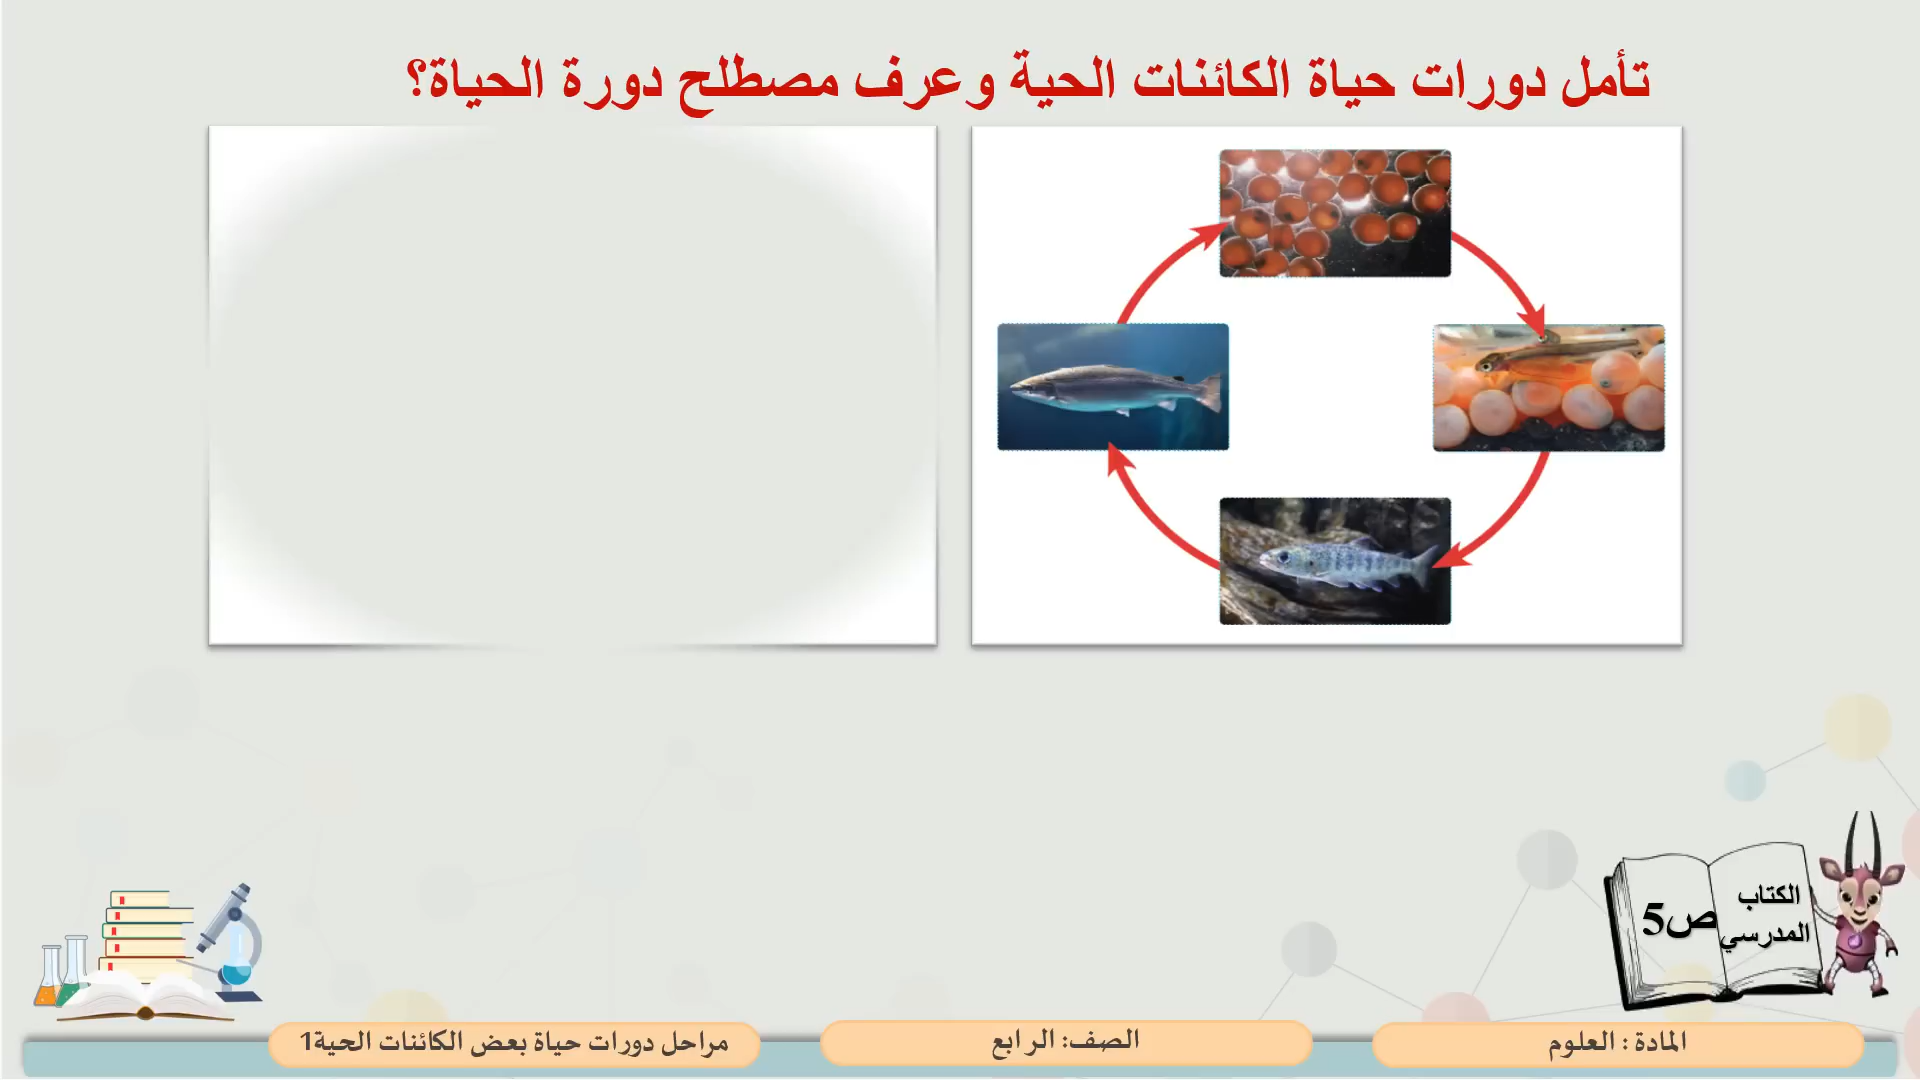 تأمل دورات حياة الكائنات الحية وعرف مصطلح دورة الحياة؟
الكتاب
المدرسي
ص5
المادة : العلوم
الصف: الرابع
مراحل دورات حياة بعض الكائنات الحية1